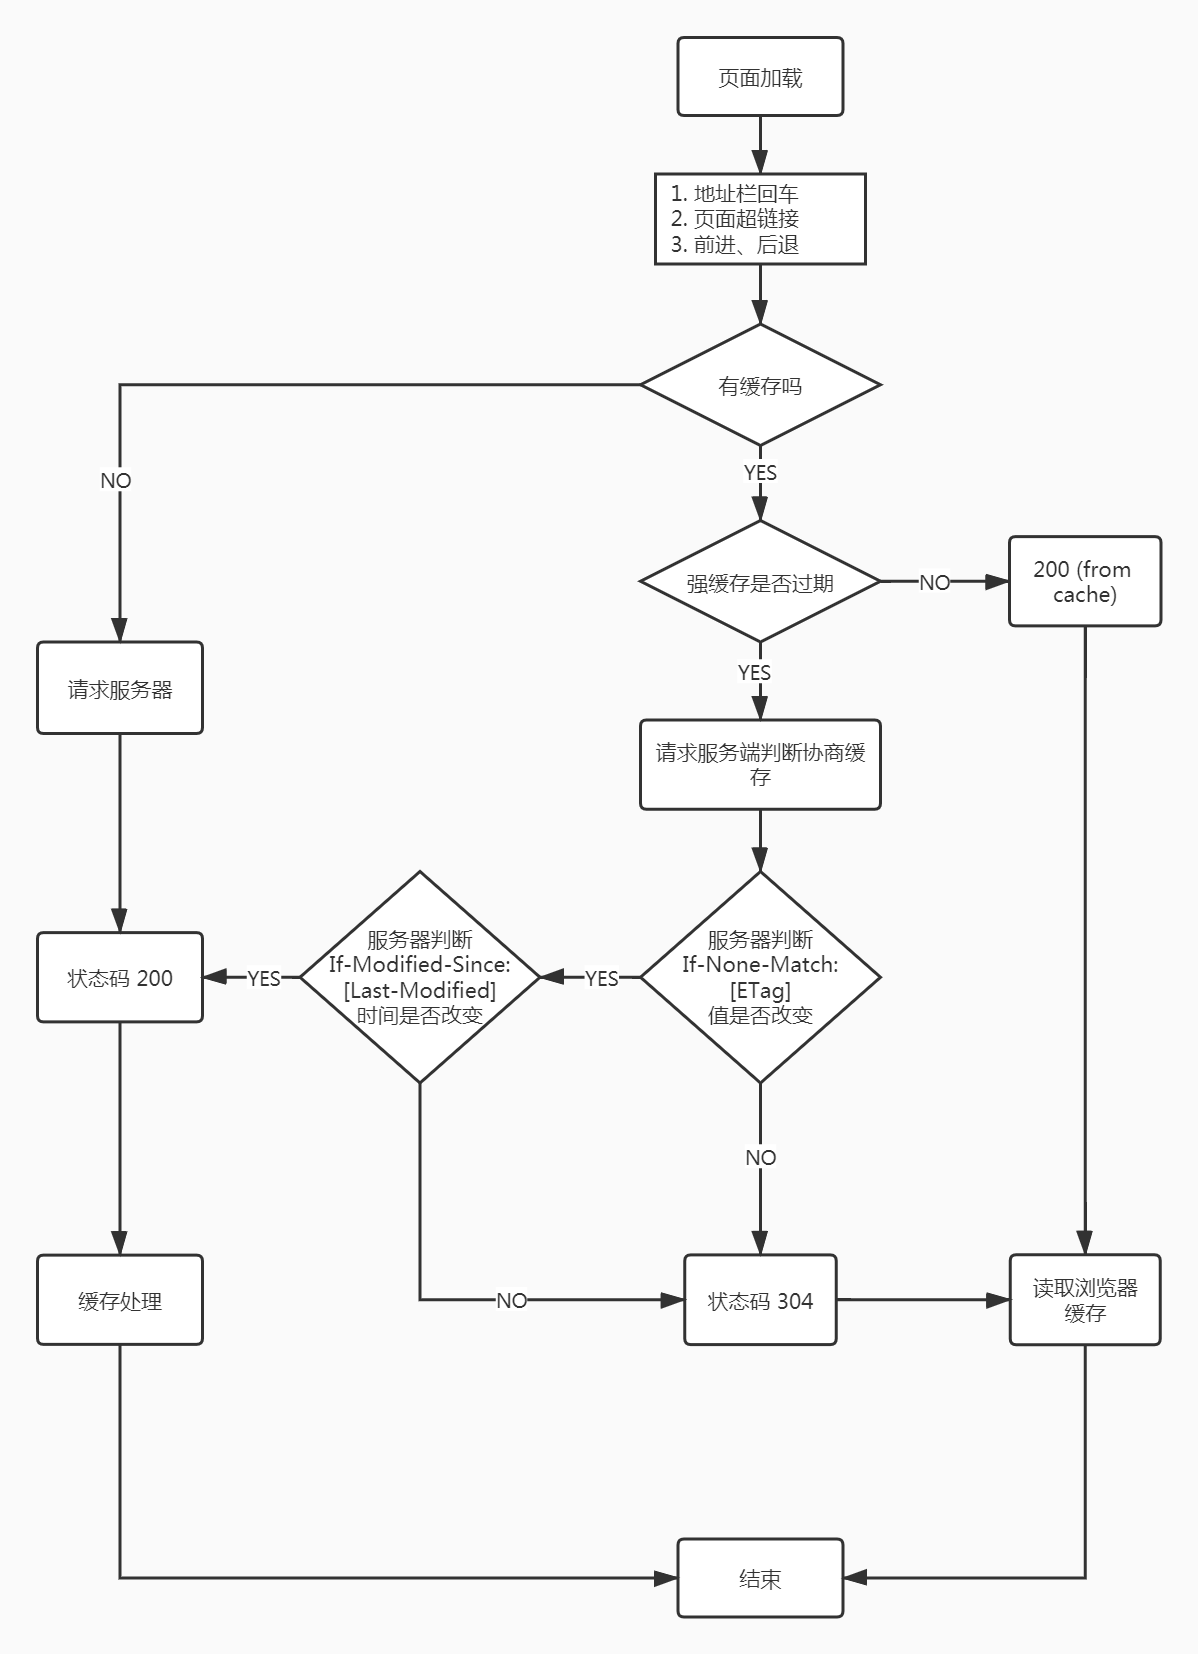 页面加载
1. 地址栏回车
2. 页面超链接
3. 前进、后退
有缓存吗
NO
YES
强缓存是否过期
NO
200 (from
cache)
YES
请求服务器
请求服务端判断协商缓
存
服务器判断
If-None-Match:
[ETag]
值是否改变
YES
服务器判断
If-Modified-Since:
[Last-Modified]
时间是否改变
YES
状态码 200
NO
NO
缓存处理
状态码 304
读取浏览器
缓存
结束